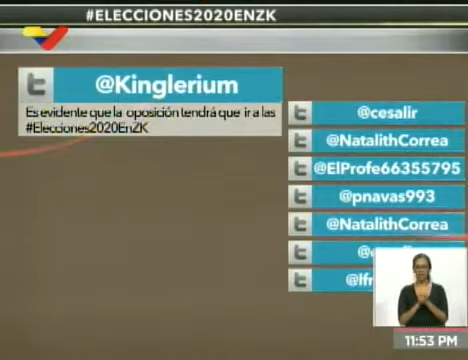 #ELECCIONES2020ENZK
@Kinglerium
Es evidente que la oposición tendrá que ir a las
#Elecciones2020EnZK
@cesalir
@NatalithCorrea
@ElProfe66355795
@pnavas993
@NatalithCorrea
11:53 PM